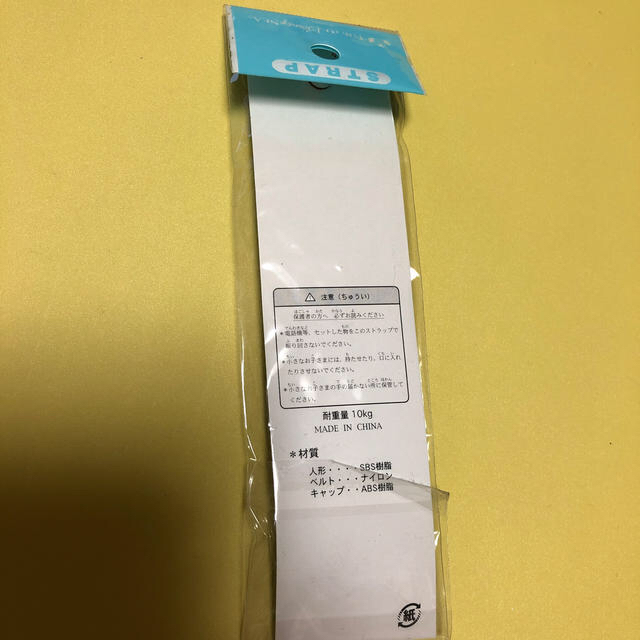 STRAP
注意（ちゅうい）
保護者の方へ 必ずお読みください
＊電話機等、セットした物をこのストラップで
振り回さないでください。
＊小さなお子さまには、持たせたり、口に入れ
たりさせないでください。
＊小さなお子さまの手の届かない所に保管して
ください。
耐重量 10kg
MADE IN CHINA
＊材質
人形・・・・SBS樹脂
ベルト・・・ナイロン
キャップ・・ABS樹脂
紙